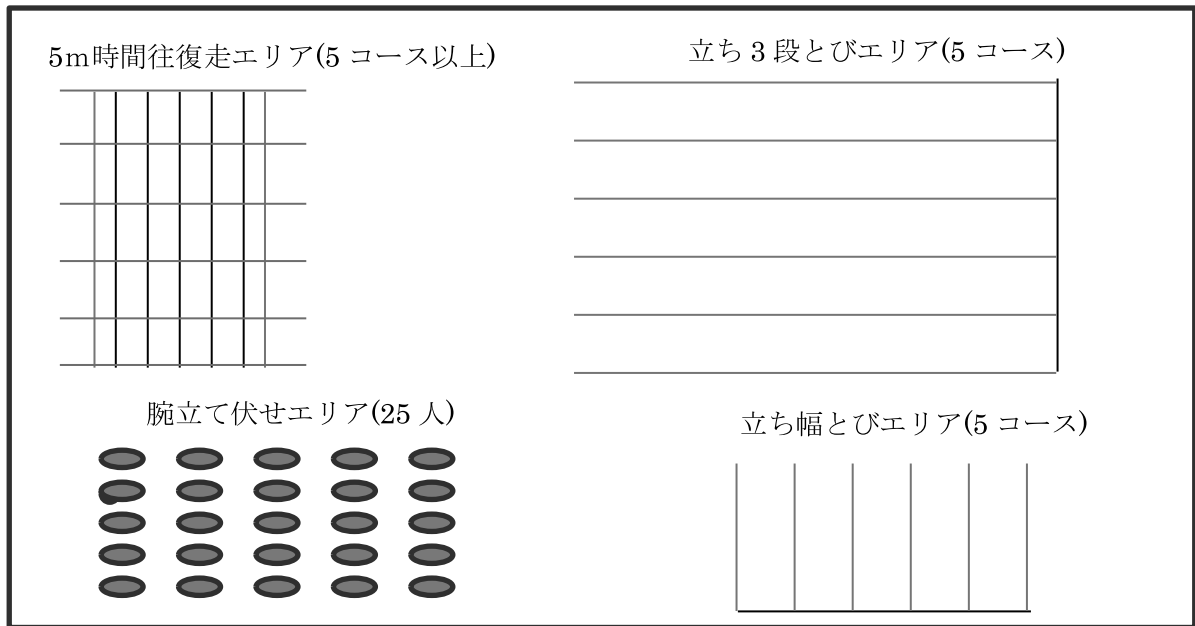 5m時間往復走エリア(5 コース以上)
立ち 3 段とびエリア(5 コース)
腕立て伏せエリア(25 人)
立ち幅とびエリア(5 コース)